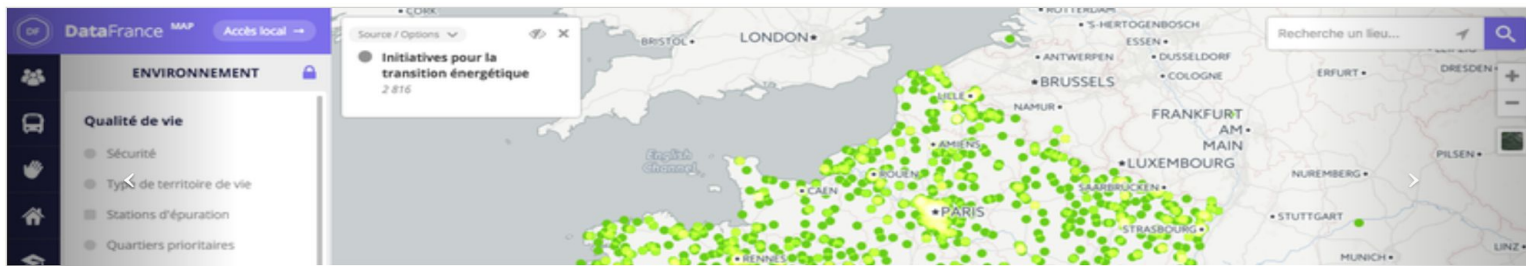 DF
DataFrance MAP
Accès local →
ENVIRONNEMENT
Qualité de vie
Sécurité
Type de territoire de vie
Stations d'épuration
Quartiers prioritaires
Source / Options
Initiatives pour la
transition énergétique
2 816
Recherche un lieu...
CORK
BRISTOL
LONDON
ROTTERDAM
'S-HERTOGENBOSCH
ESSEN
ANTWERPEN
DUSSELDORF
BRUSSELS
COLOGNE
ERFURT
DRESDEN
LILLE
NAMUR
FRANKFURT
AM
MAIN
English
Channel
AMIENS
LUXEMBOURG
PILSEN
ROUEN
CAEN
SAARBRUCKEN
NUREMBERG
PARIS
STUTTGART
STRASBOURG
RENNES
MUNICH
LINZ